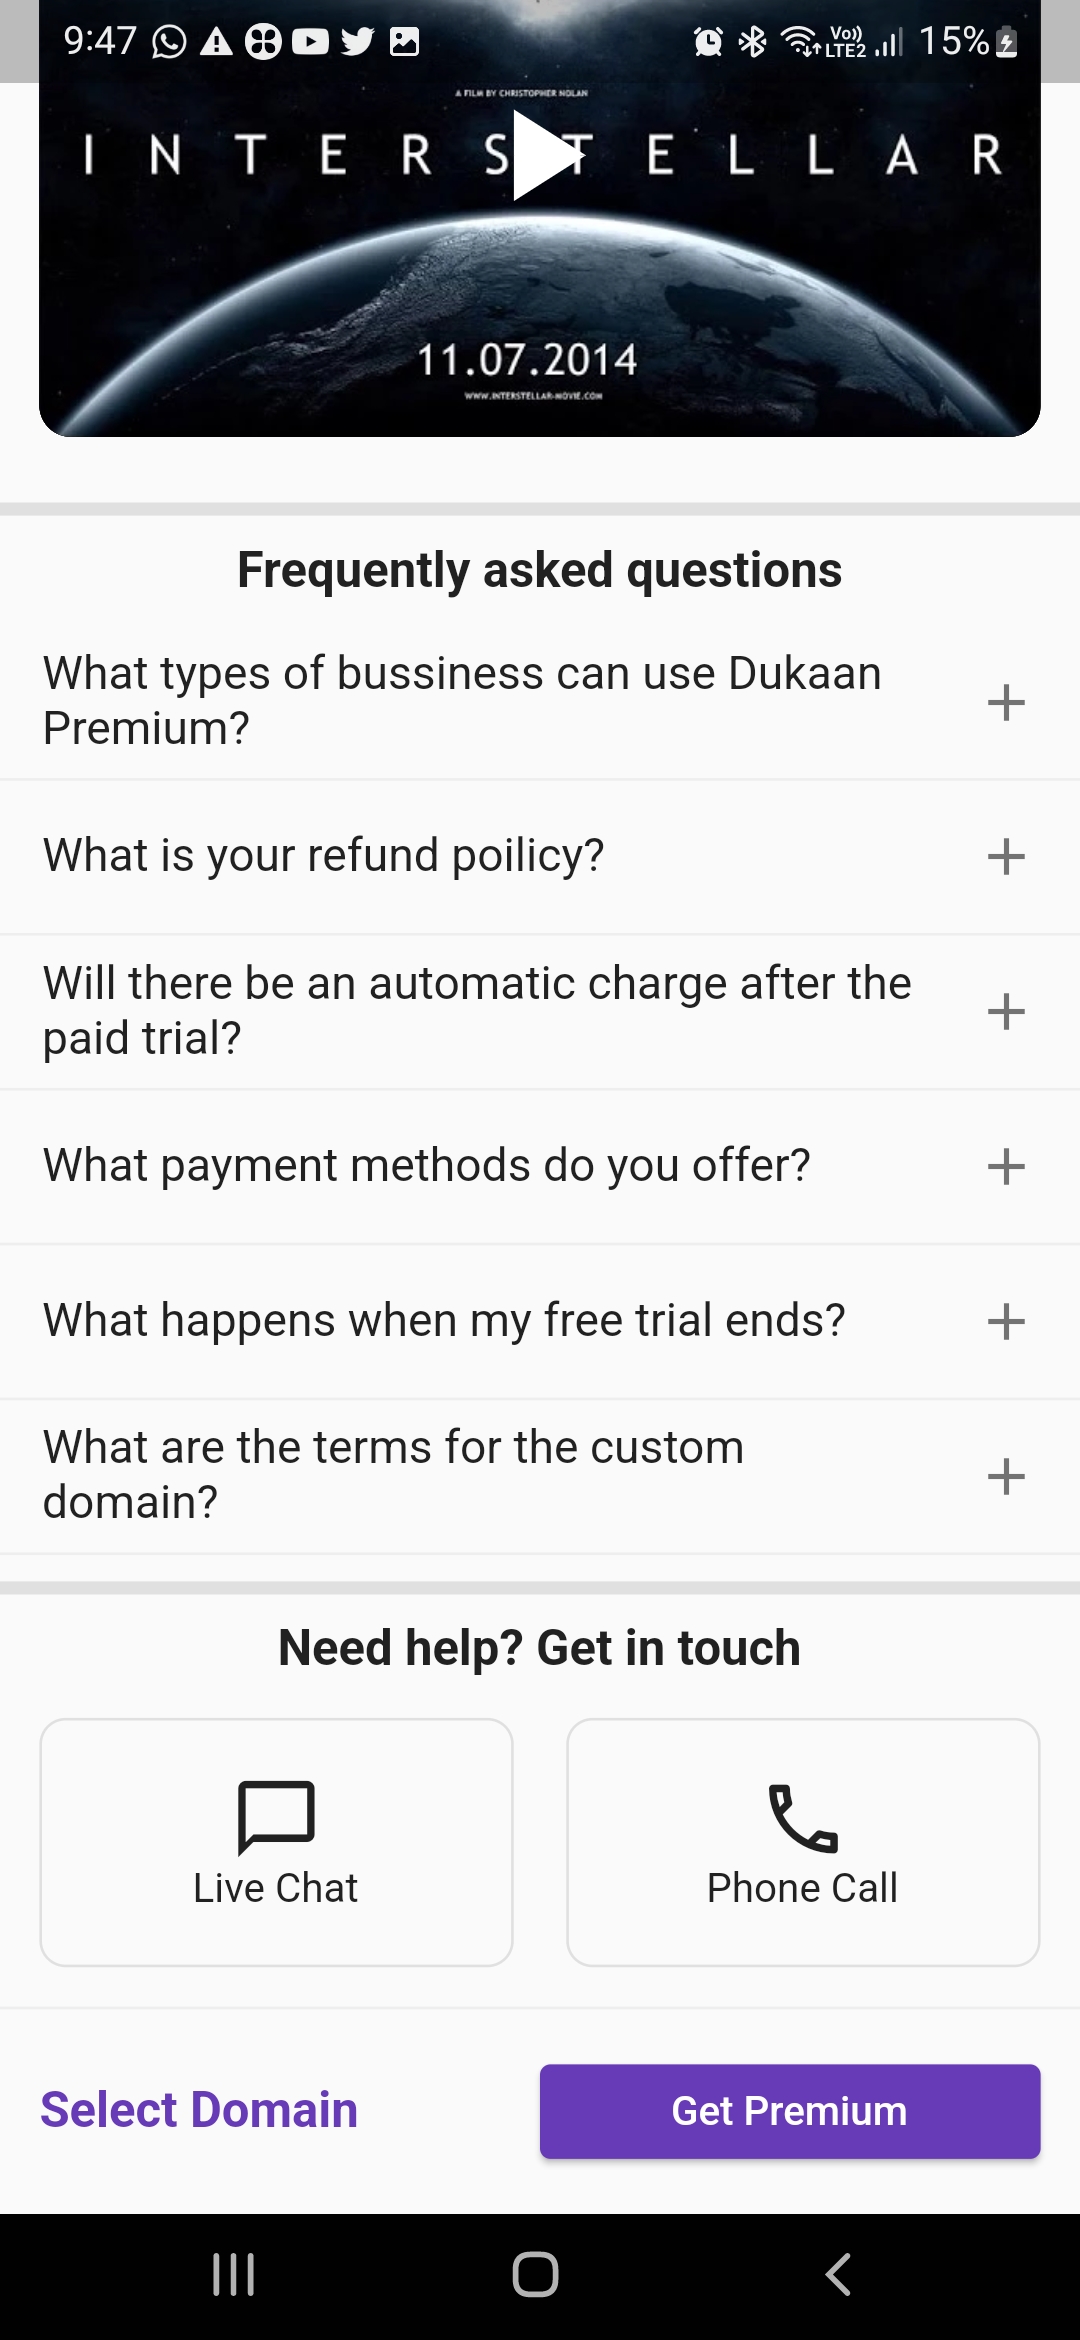 9:47 Vo)) LTE2 15%
A FILM BY CHRISTOPHER NOLAN
INTERSTELLAR
11.07.2014
WWW.INTERSTELLAR-MOVIE.COM
Frequently asked questions
What types of bussiness can use Dukaan
Premium?
What is your refund poilicy?
Will there be an automatic charge after the
paid trial?
What payment methods do you offer?
What happens when my free trial ends?
What are the terms for the custom
domain?
Need help? Get in touch
Live Chat Phone Call
Select Domain Get Premium